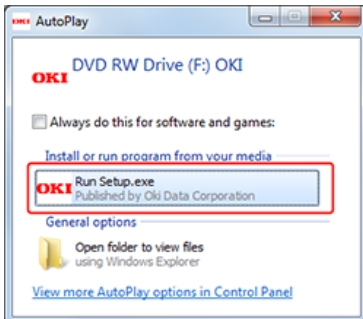 OKI AutoPlay
DVD RW Drive (F:) OKI
OKI
Always do this for software and games:
Install or run program from your media
OKI Run Setup.exe
Published by Oki Data Corporation
General options
Open folder to view files
using Windows Explorer
View more AutoPlay options in Control Panel